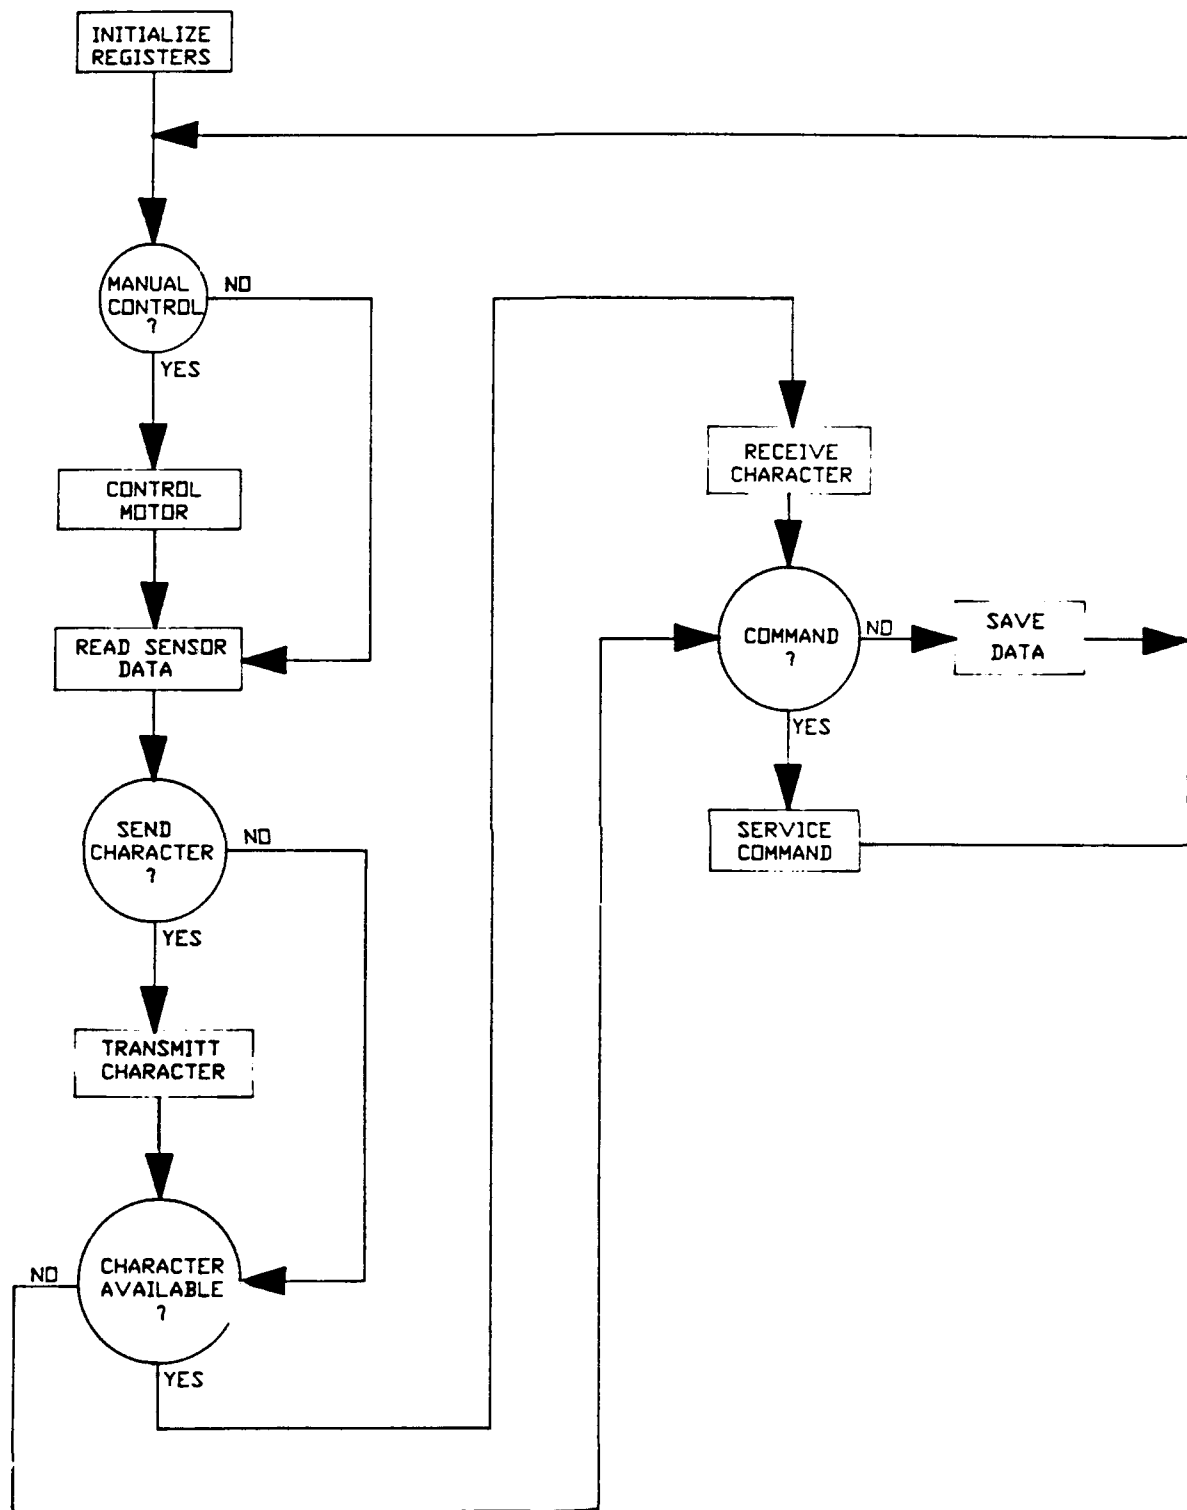 INITIALIZE
REGISTERS
MANUAL
CONTROL
?
NO
YES
CONTROL
MOTOR
READ SENSOR
DATA
SEND
CHARACTER
?
NO
YES
TRANSMITT
CHARACTER
CHARACTER
AVAILABLE
?
NO
YES
RECEIVE
CHARACTER
COMMAND
?
NO
YES
SAVE
DATA
SERVICE
COMMAND